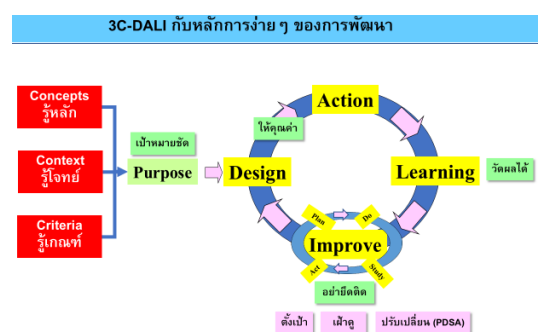 3C-DALI กับหลักการง่าย ๆ ของการพัฒนา
Concepts
รู้หลัก
Context
รู้โจทย์
Criteria
รู้เกณฑ์
เป้าหมายชัด
Purpose
Design
ให้คุณค่า
Action
Learning
วัดผลได้
Plan
Do
Improve
Act
Study
อย่ายึดติด
ตั้งเป้า
เฝ้าดู
ปรับเปลี่ยน (PDSA)